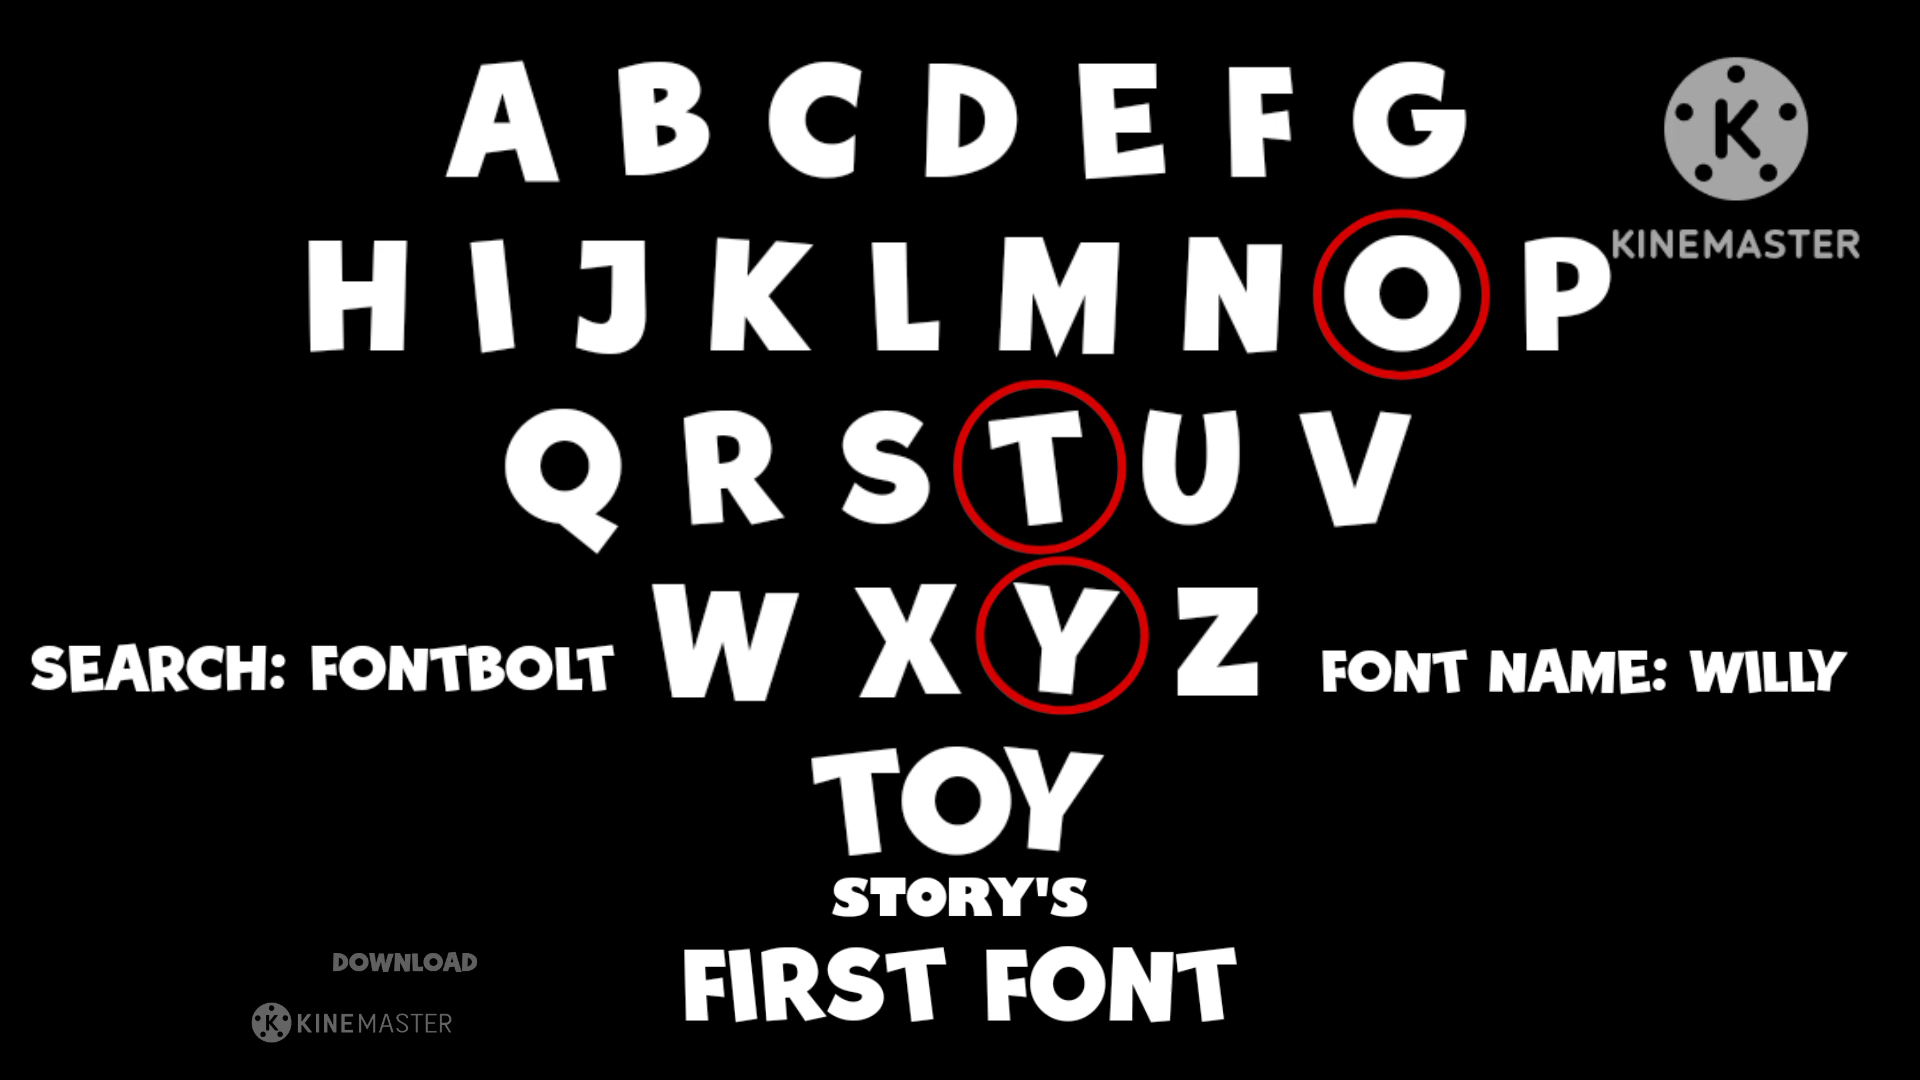 A B C D E F G
K
KINEMASTER
H I J K L M N O P
Q R S T U V
W X Y Z
SEARCH: FONTBOLT
FONT NAME: WILLY
TOY
STORY'S
FIRST FONT
DOWNLOAD
K KINEMASTER